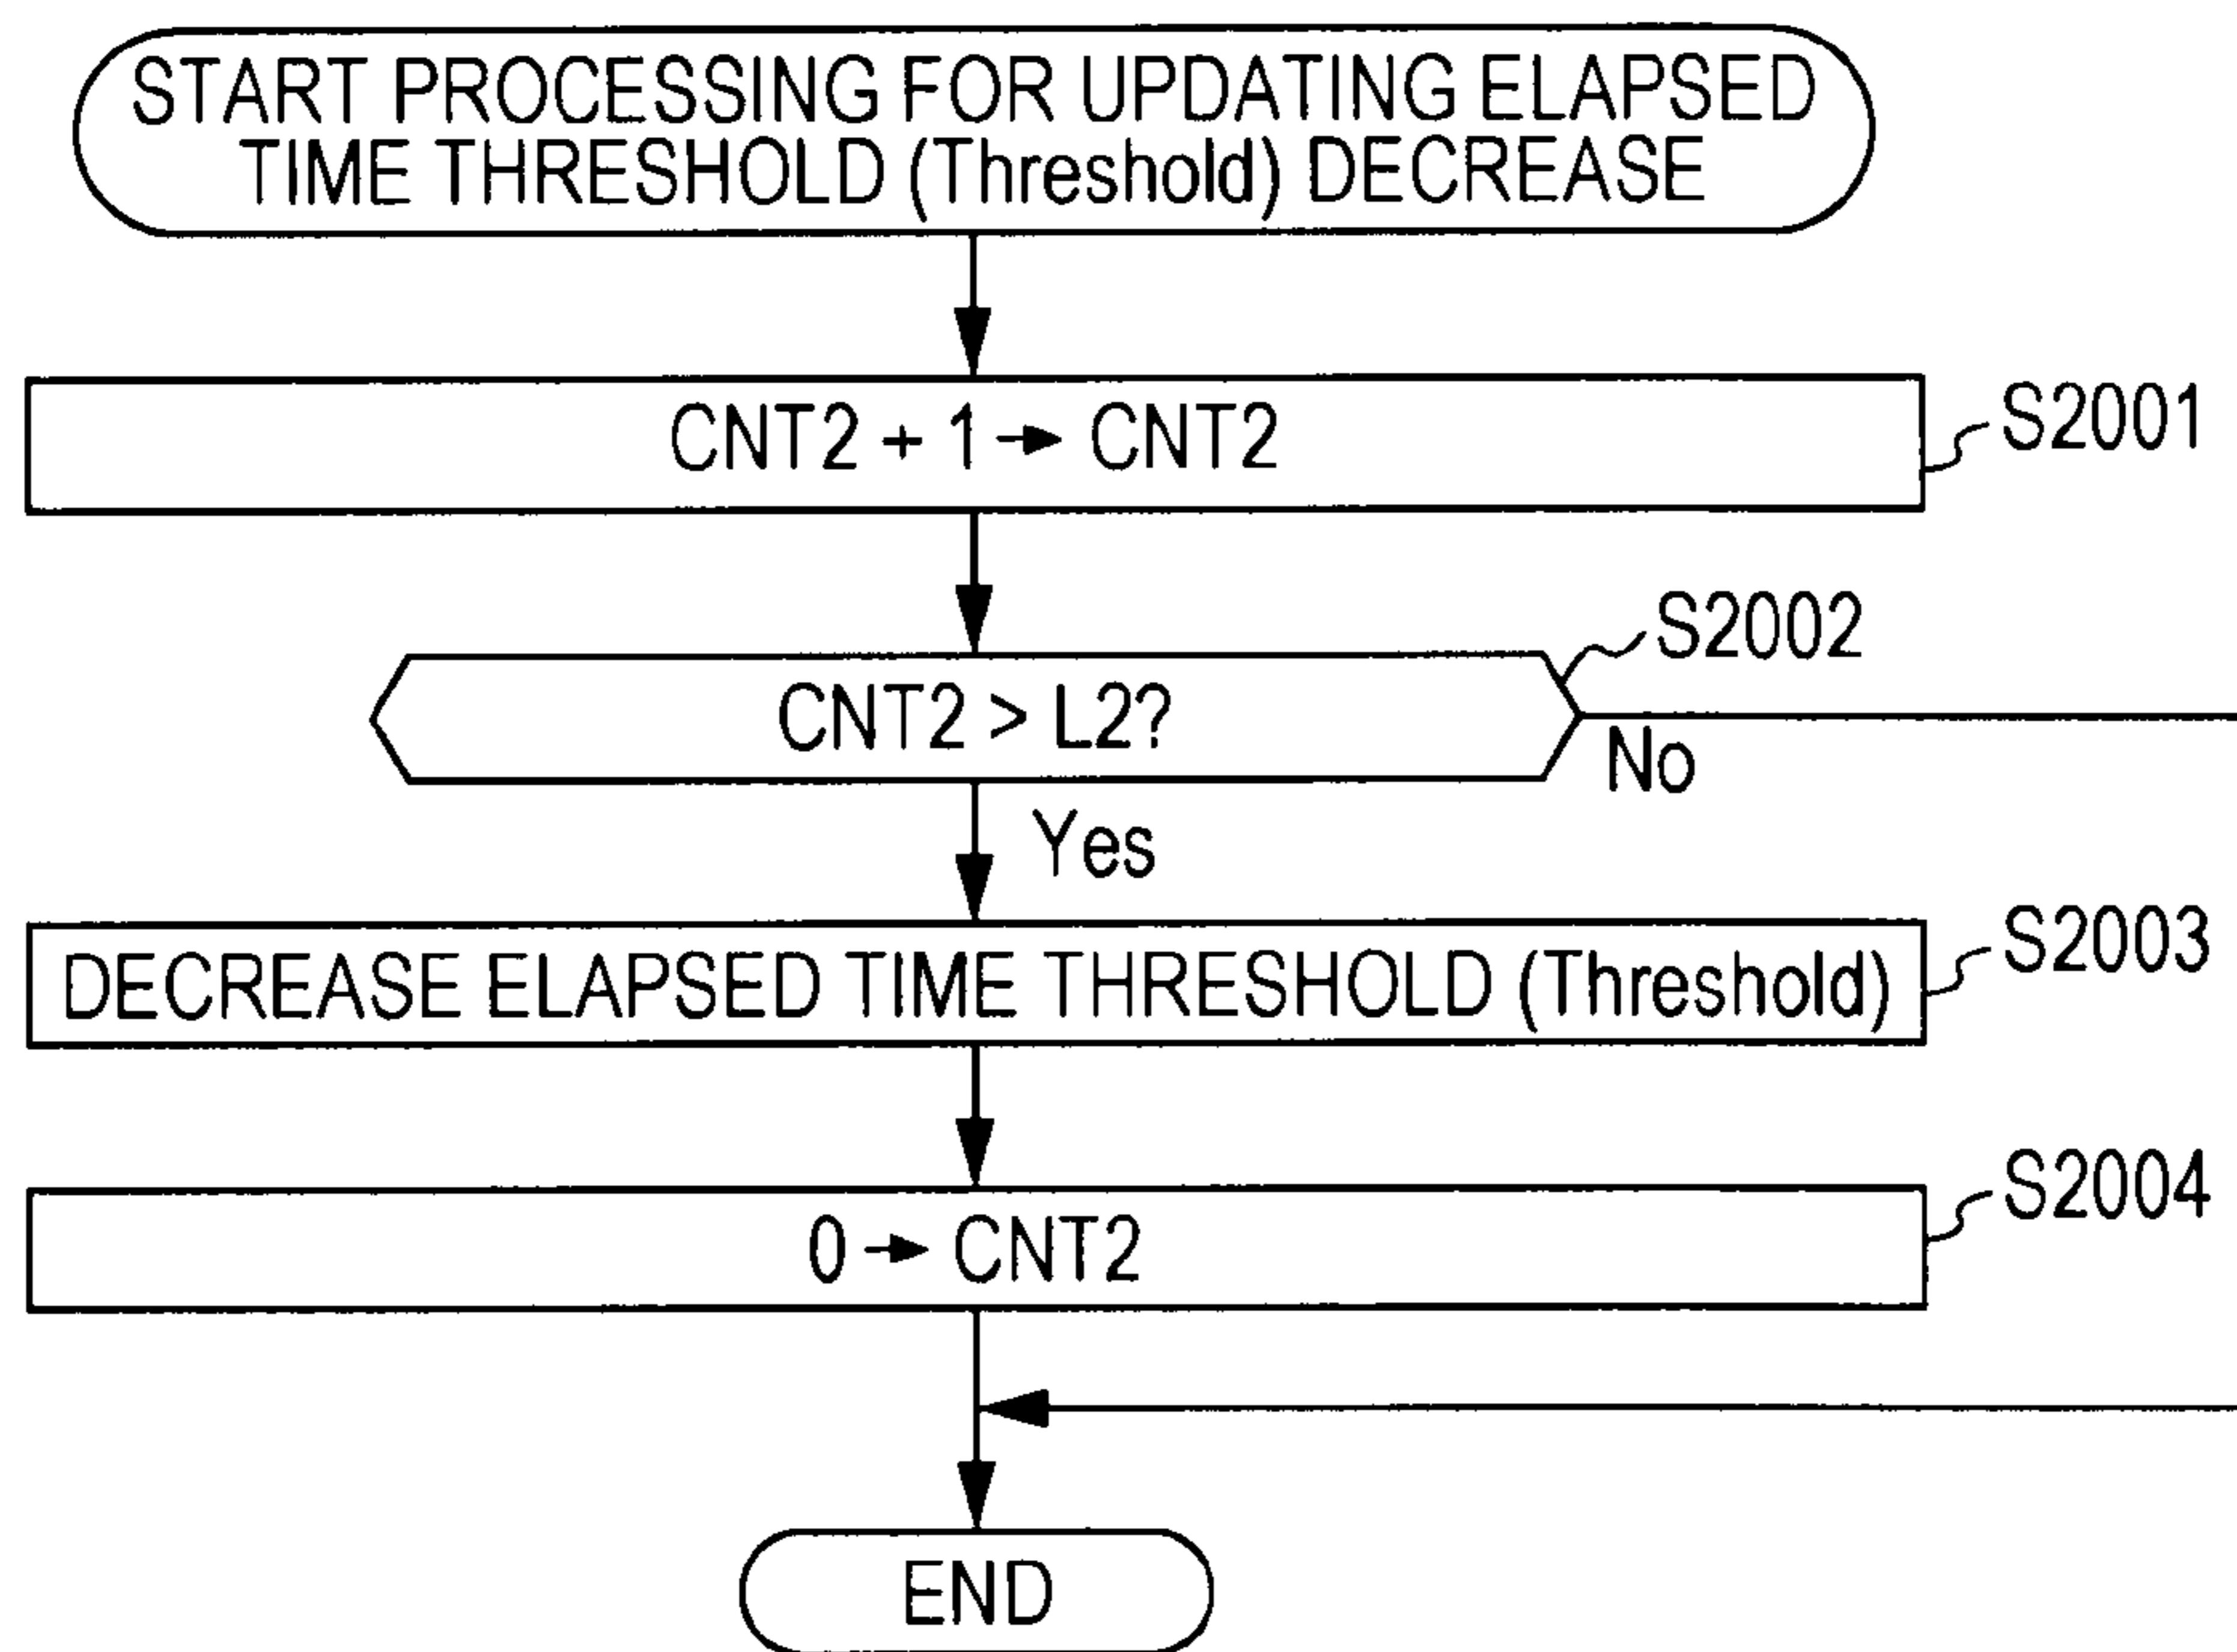 START PROCESSING FOR UPDATING ELAPSED
TIME THRESHOLD (Threshold) DECREASE
CNT2 + 1 → CNT2
S2001
S2002
CNT2 > L2?
No
Yes
DECREASE ELAPSED TIME THRESHOLD (Threshold)
S2003
0 → CNT2
S2004
END